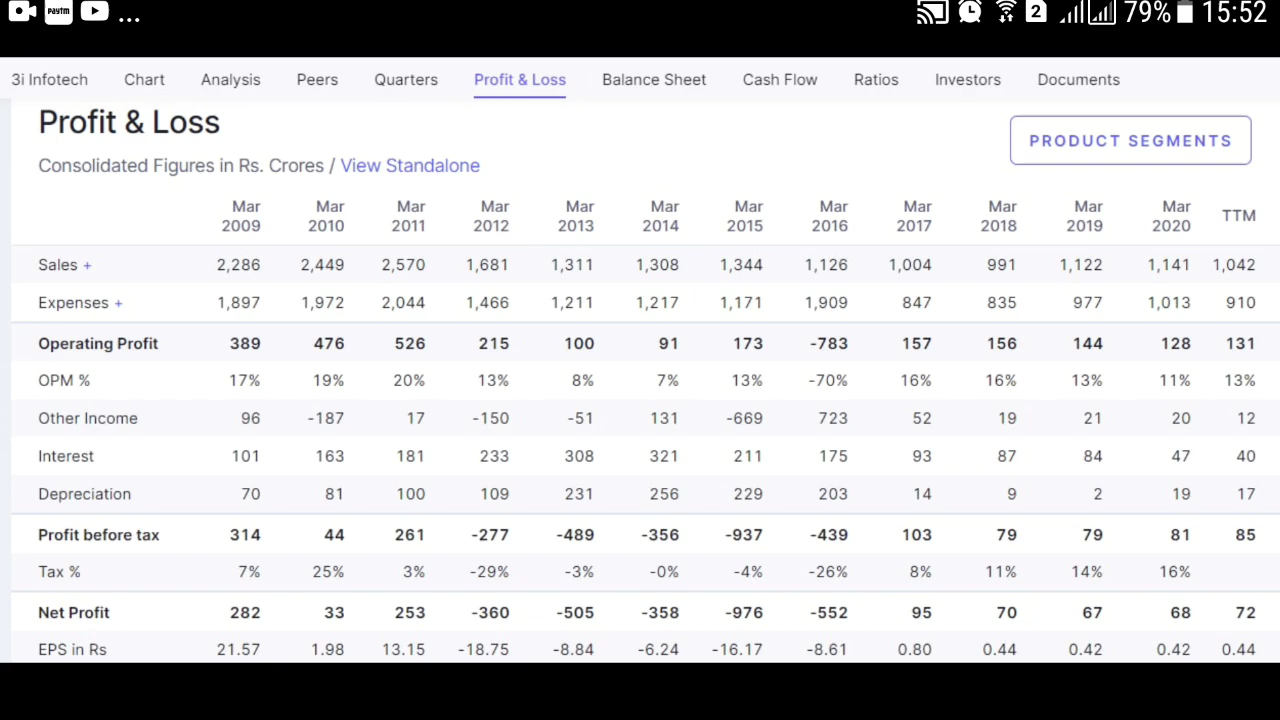 Paytm ... 2 79% 15:52
3i Infotech Chart Analysis Peers Quarters Profit & Loss Balance Sheet Cash Flow Ratios Investors Documents
Profit & Loss
PRODUCT SEGMENTS
Consolidated Figures in Rs. Crores / View Standalone
Mar Mar Mar Mar Mar Mar Mar Mar Mar Mar Mar Mar
2009 2010 2011 2012 2013 2014 2015 2016 2017 2018 2019 2020 TTM
Sales + 2,286 2,449 2,570 1,681 1,311 1,308 1,344 1,126 1,004 991 1,122 1,141 1,042
Expenses + 1,897 1,972 2,044 1,466 1,211 1,217 1,171 1,909 847 835 977 1,013 910
Operating Profit 389 476 526 215 100 91 173 -783 157 156 144 128 131
OPM % 17% 19% 20% 13% 8% 7% 13% -70% 16% 16% 13% 11% 13%
Other Income 96 -187 17 -150 -51 131 -669 723 52 19 21 20 12
Interest 101 163 181 233 308 321 211 175 93 87 84 47 40
Depreciation 70 81 100 109 231 256 229 203 14 9 2 19 17
Profit before tax 314 44 261 -277 -489 -356 -937 -439 103 79 79 81 85
Tax % 7% 25% 3% -29% -3% -0% -4% -26% 8% 11% 14% 16%
Net Profit 282 33 253 -360 -505 -358 -976 -552 95 70 67 68 72
EPS in Rs 21.57 1.98 13.15 -18.75 -8.84 -6.24 -16.17 -8.61 0.80 0.44 0.42 0.42 0.44